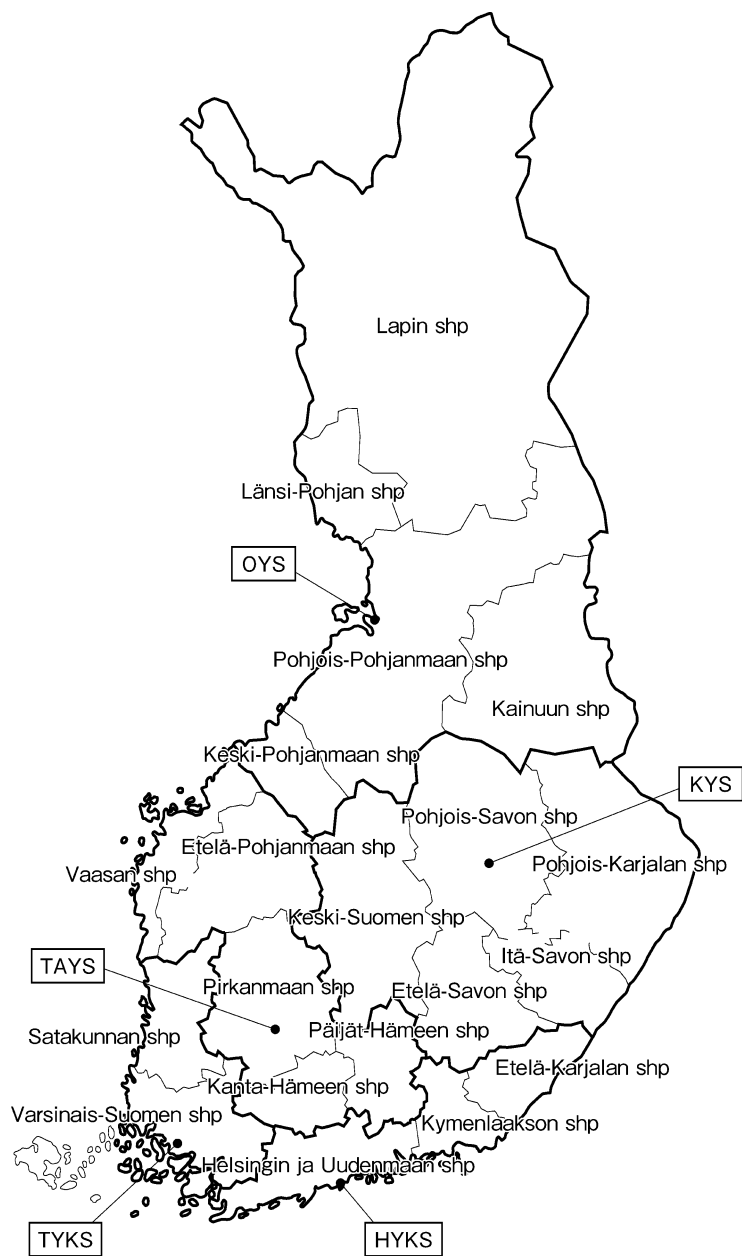 Lapin shp
Länsi-Pohjan shp
OYS
Pohjois-Pohjanmaan shp
Kainuun shp
Keski-Pohjanmaan shp
KYS
Pohjois-Savon shp
Etelä-Pohjanmaan shp
Pohjois-Karjalan shp
Vaasan shp
Keski-Suomen shp
Itä-Savon shp
TAYS
Pirkanmaan shp
Etelä-Savon shp
Satakunnan shp
Päijät-Hämeen shp
Etelä-Karjalan shp
Kanta-Hämeen shp
Varsinais-Suomen shp
Kymenlaakson shp
Helsingin ja Uudenmaan shp
TYKS
HYKS